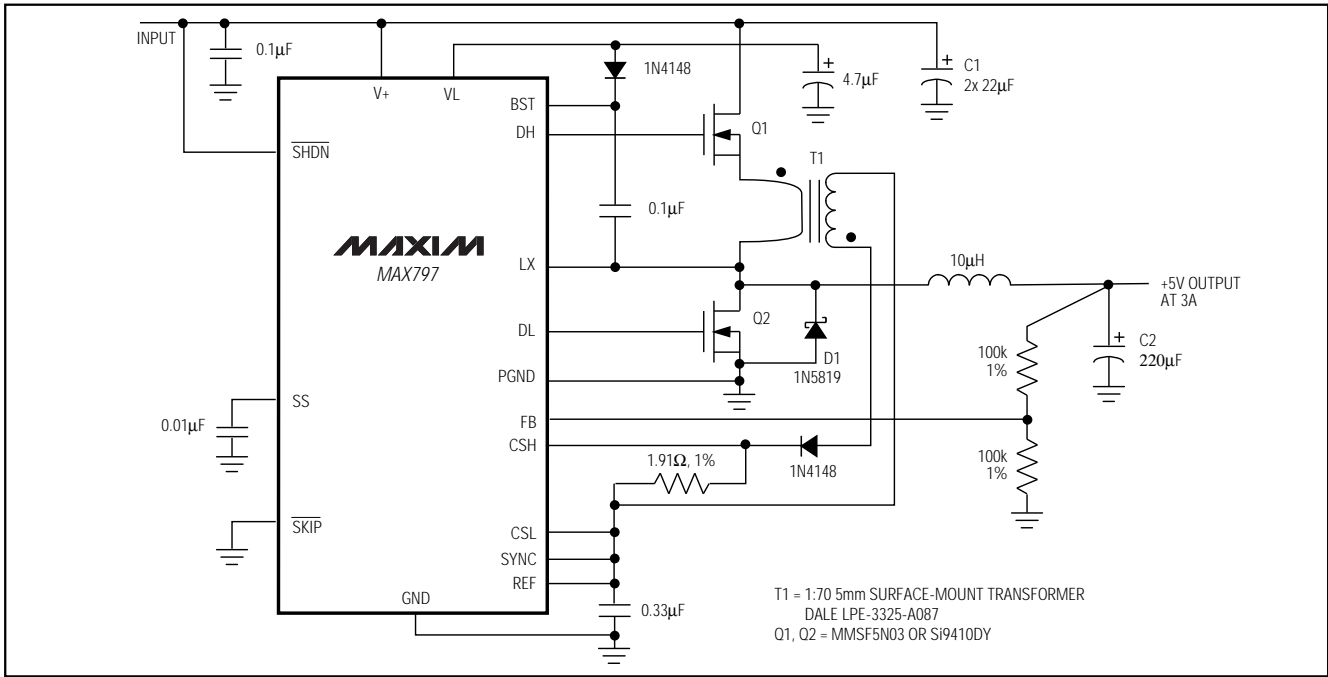 INPUT
0.1μF
V+
VL
1N4148
4.7μF
+
C1
+
2x 22μF
BST
DH
Q1
T1
SHDN
0.1μF
MAXIM
MAX797
LX
10μH
+5V OUTPUT
AT 3A
DL
Q2
D1
1N5819
+
C2
220μF
100k
1%
PGND
SS
0.01μF
FB
CSH
1.91Ω, 1%
1N4148
100k
1%
SKIP
CSL
SYNC
REF
GND
0.33μF
T1 = 1:70 5mm SURFACE-MOUNT TRANSFORMER
DALE LPE-3325-A087
Q1, Q2 = MMSF5N03 OR Si9410DY